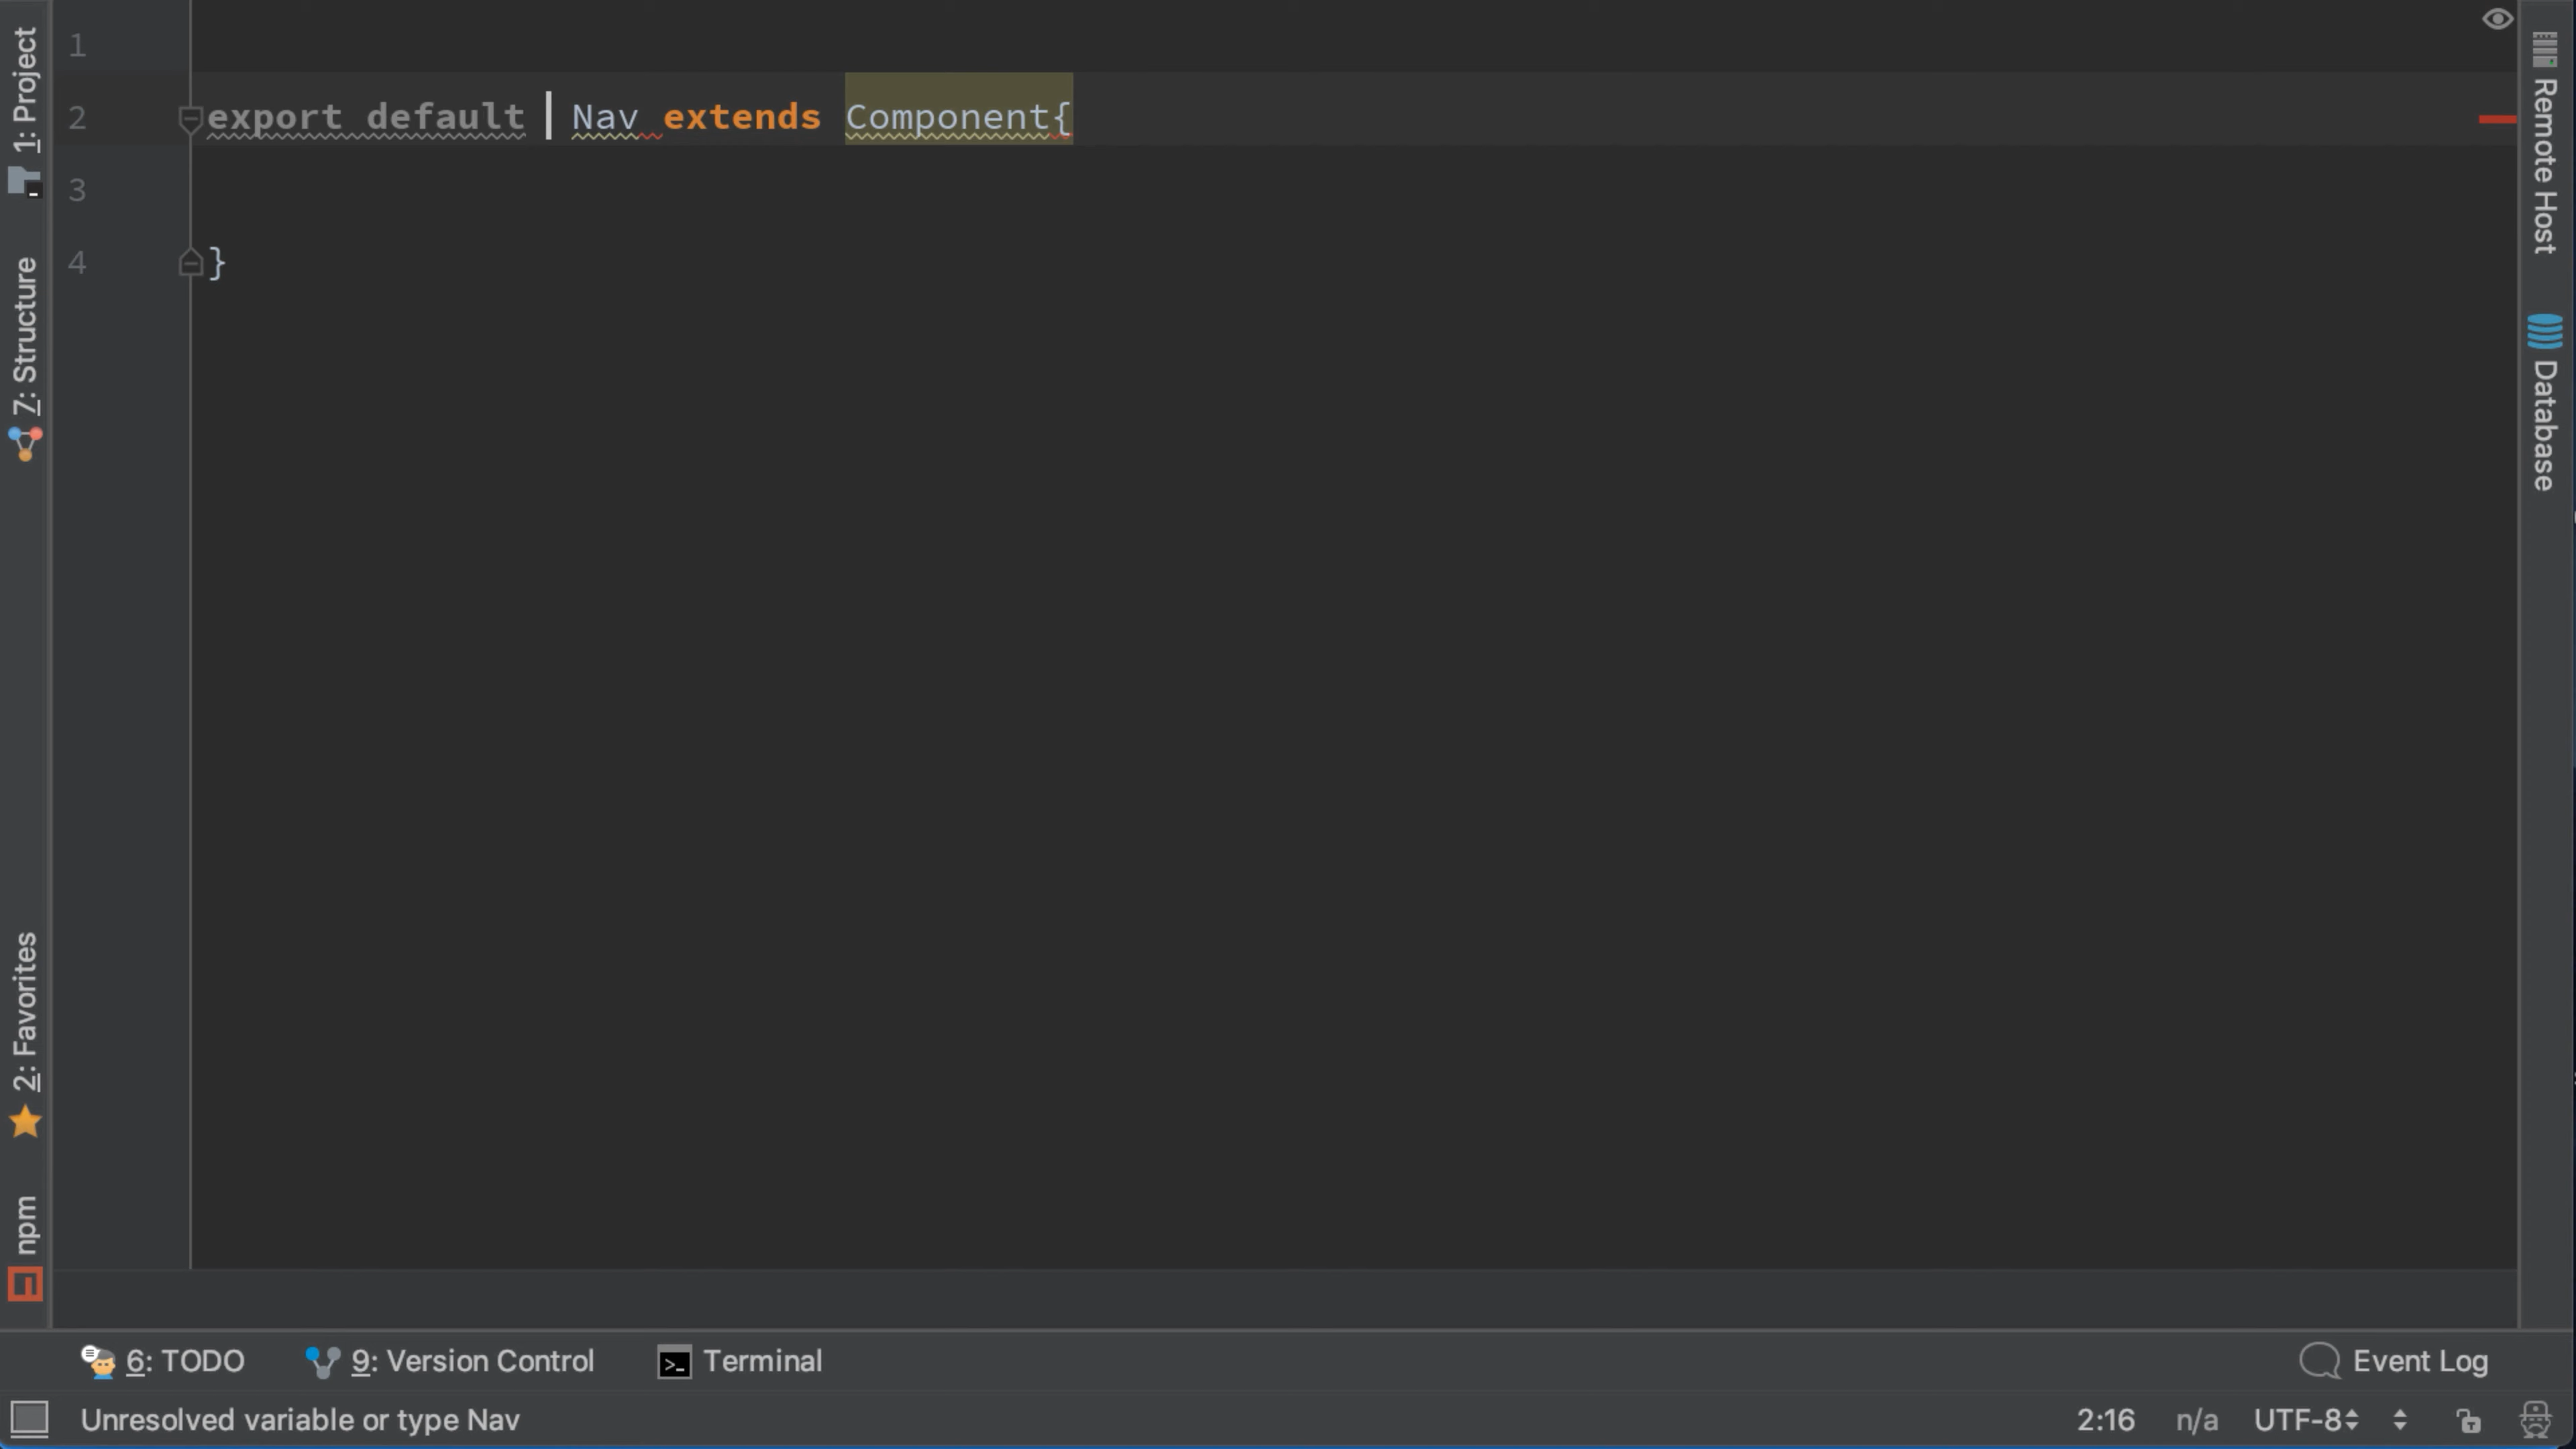 1: Project
7: Structure
2: Favorites
npm
1
2 export default Nav extends Component{
3
4 }
Remote Host
Database
6: TODO 9: Version Control Terminal Event Log
Unresolved variable or type Nav 2:16 n/a UTF-8